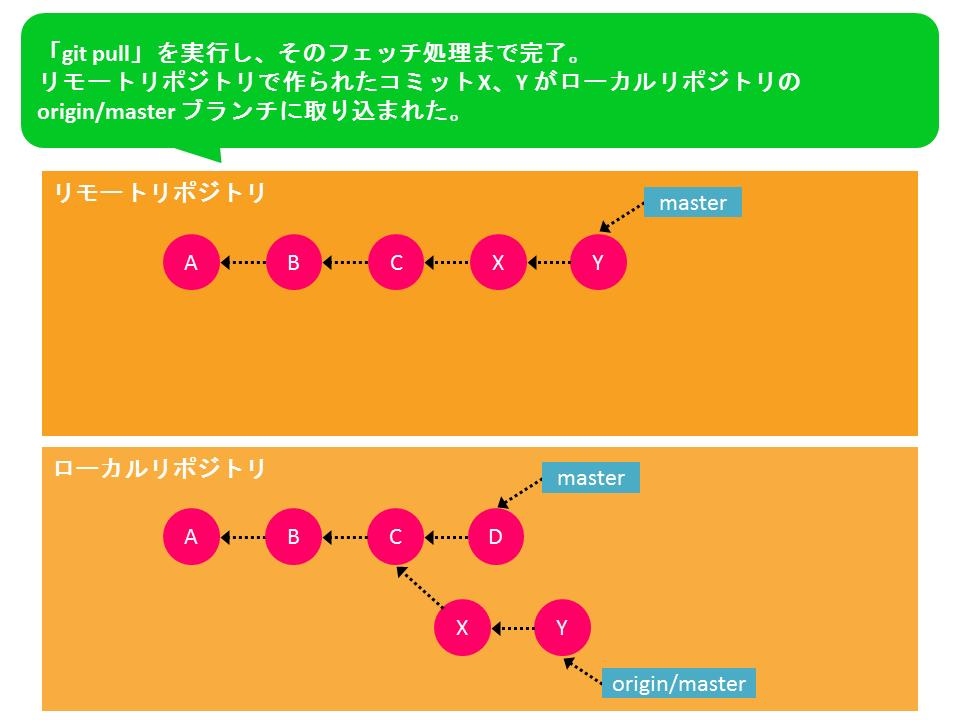 「git pull」を実行し、そのフェッチ処理まで完了。
リモートリポジトリで作られたコミットX、Y がローカルリポジトリの
origin/master ブランチに取り込まれた。
リモートリポジトリ
master
A
B
C
X
Y
ローカルリポジトリ
master
A
B
C
D
X
Y
origin/master